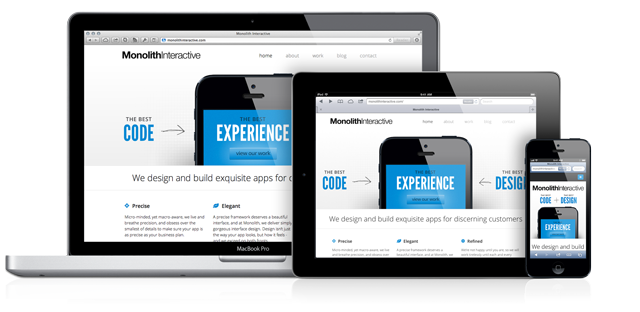 Monolith Interactive
monolithinteractive.com
MonolithInteractive
home about work blog contact
THE BEST
CODE
THE BEST
EXPERIENCE
view our work
We design and build exquisite apps for d
Precise
Micro minded, yet macro aware, we live and
breathe precision, and obsess over the
smallest of details to make sure your app is
as precise as your business plan.
Elegant
A precise framework deserves a beautiful
interface, and at Monolith, we deliver simply
gorgeous interface design. Design isn't just
the way your app looks, but how it feels
MacBook Pro
iPad
Monolith Interactive
monolithinteractive.com
MonolithInteractive
home about work blog contact
THE BEST
CODE
THE BEST
EXPERIENCE
view our work
THE BEST
DESIGN
We design and build exquisite apps for discerning customers
Precise
Elegant
Refined
MonolithInteractive
CODE + DESIGN
EXPERIENCE
We design and build